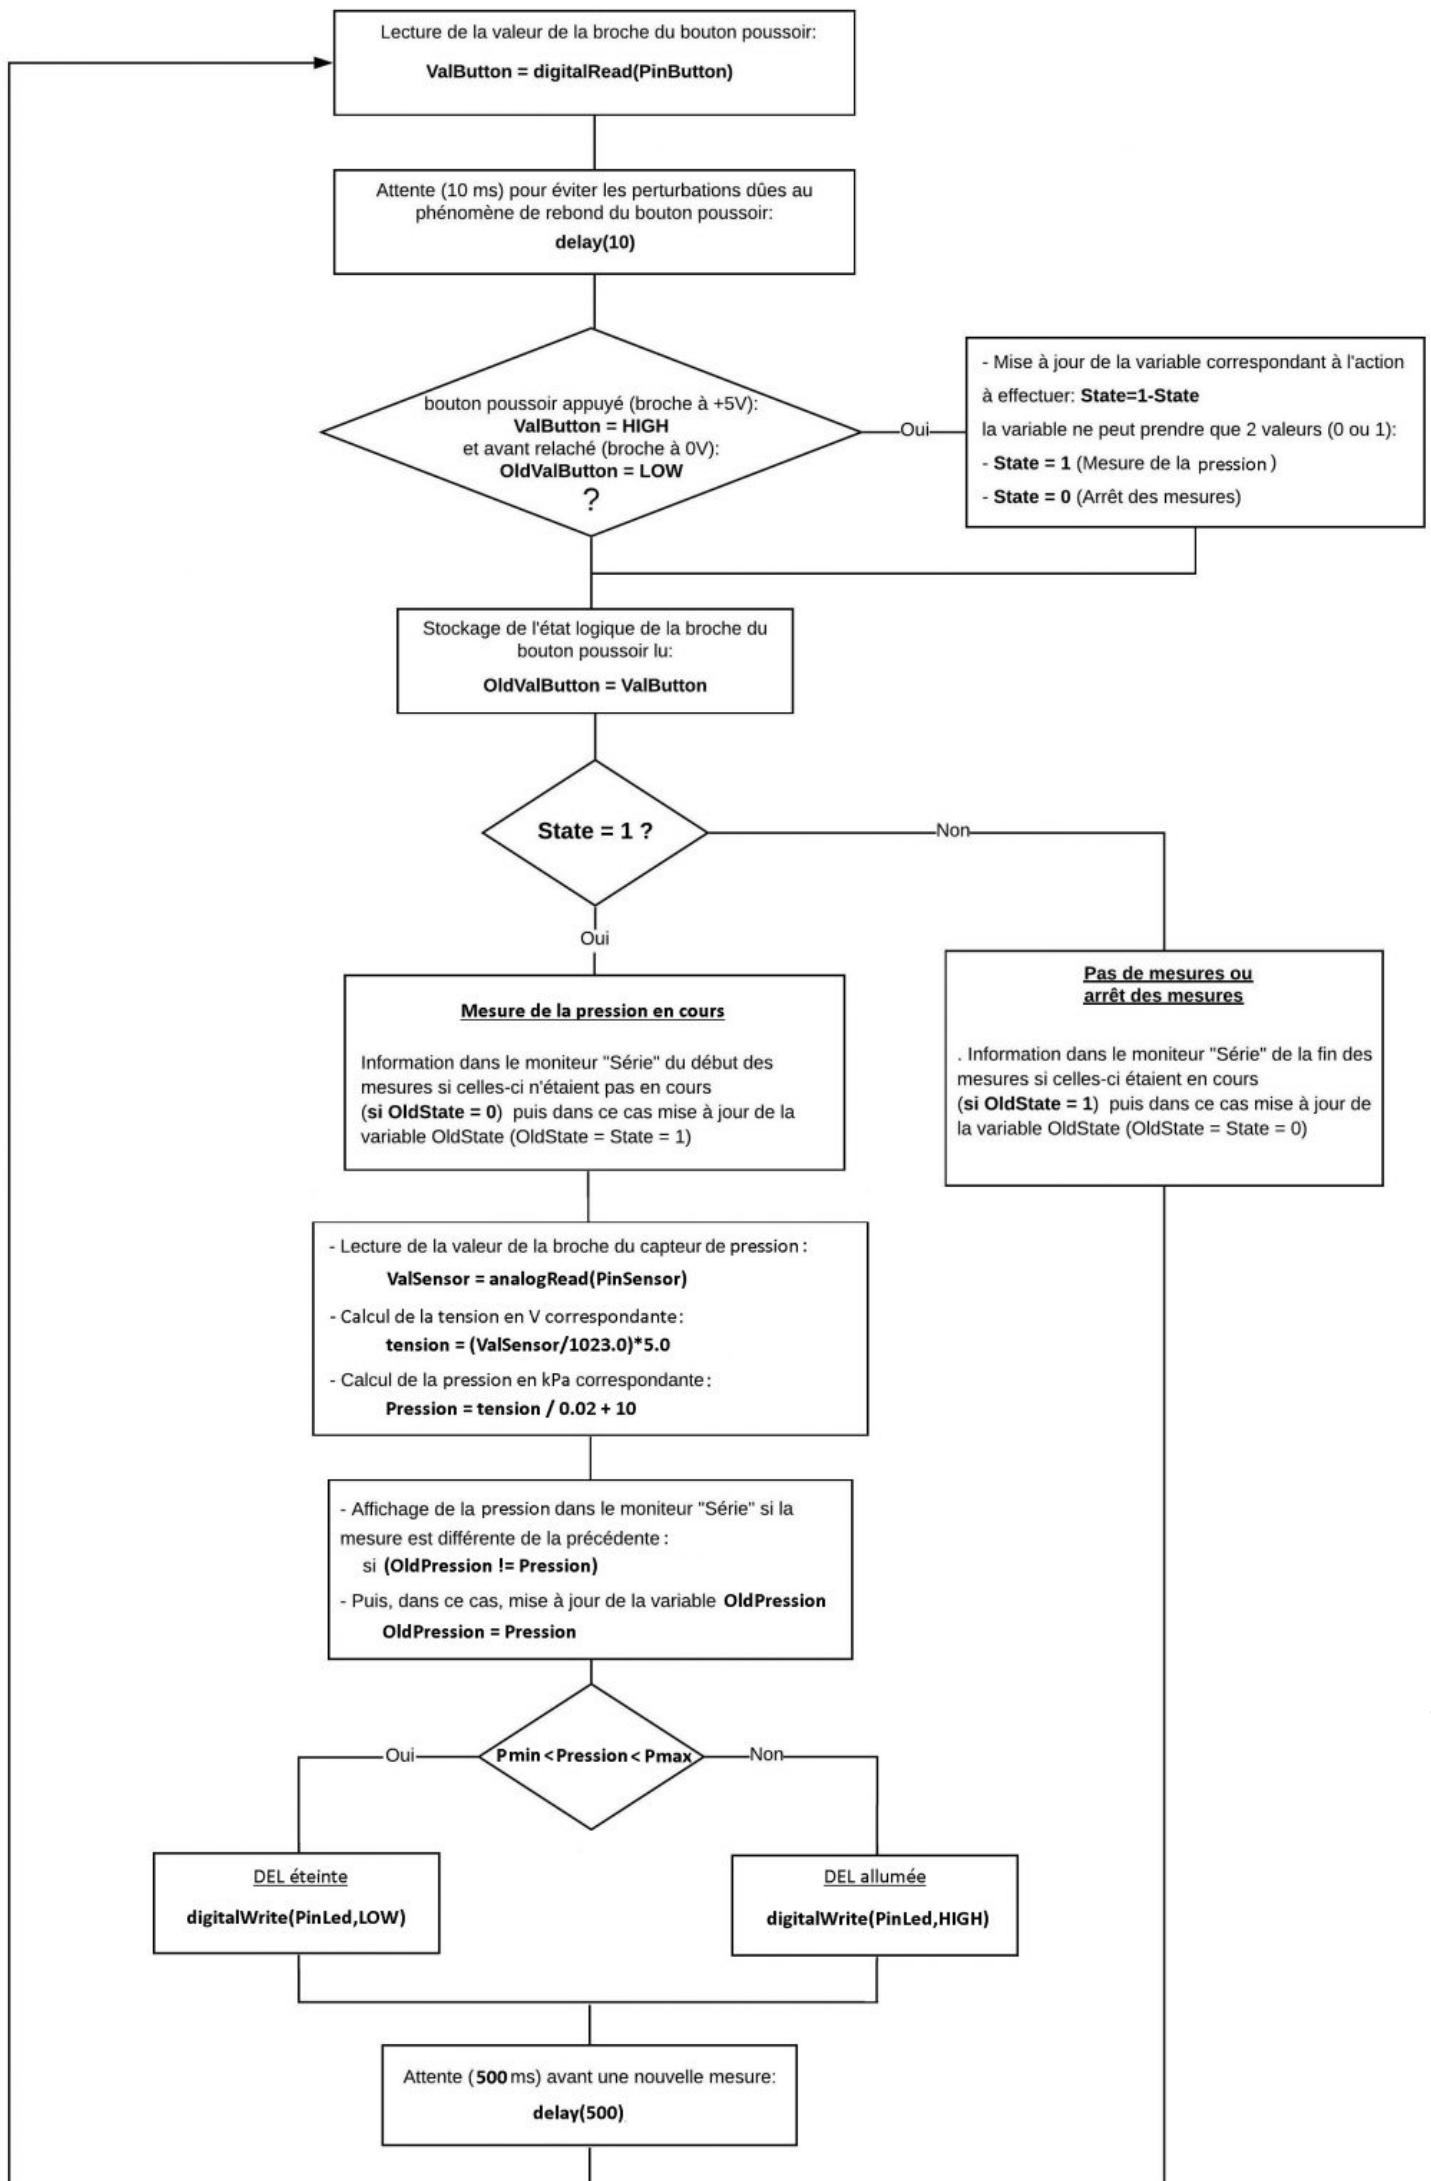 Lecture de la valeur de la broche du bouton poussoir:
ValButton = digitalRead(PinButton)
Attente (10 ms) pour éviter les perturbations dûes au
phénomène de rebond du bouton poussoir:
delay(10)
bouton poussoir appuyé (broche à +5V):
ValButton = HIGH
et avant relaché (broche à 0V):
OldValButton = LOW
?
Oui
- Mise à jour de la variable correspondant à l'action
à effectuer: State=1-State
la variable ne peut prendre que 2 valeurs (0 ou 1):
- State = 1 (Mesure de la pression )
- State = 0 (Arrêt des mesures)
Stockage de l'état logique de la broche du
bouton poussoir lu:
OldValButton = ValButton
State = 1 ?
Non
Oui
Mesure de la pression en cours
Information dans le moniteur "Série" du début des
mesures si celles-ci n'étaient pas en cours
(si OldState = 0) puis dans ce cas mise à jour de la
variable OldState (OldState = State = 1)
Pas de mesures ou
arrêt des mesures
. Information dans le moniteur "Série" de la fin des
mesures si celles-ci étaient en cours
(si OldState = 1) puis dans ce cas mise à jour de
la variable OldState (OldState = State = 0)
- Lecture de la valeur de la broche du capteur de pression :
ValSensor = analogRead(PinSensor)
- Calcul de la tension en V correspondante :
tension = (ValSensor/1023.0)*5.0
- Calcul de la pression en kPa correspondante :
Pression = tension / 0.02 + 10
- Affichage de la pression dans le moniteur "Série" si la
mesure est différente de la précédente :
si (OldPression != Pression)
- Puis, dans ce cas, mise à jour de la variable OldPression
OldPression = Pression
Oui
Pmin < Pression < Pmax
Non
DEL éteinte
digitalWrite(PinLed,LOW)
DEL allumée
digitalWrite(PinLed,HIGH)
Attente (500 ms) avant une nouvelle mesure:
delay(500)